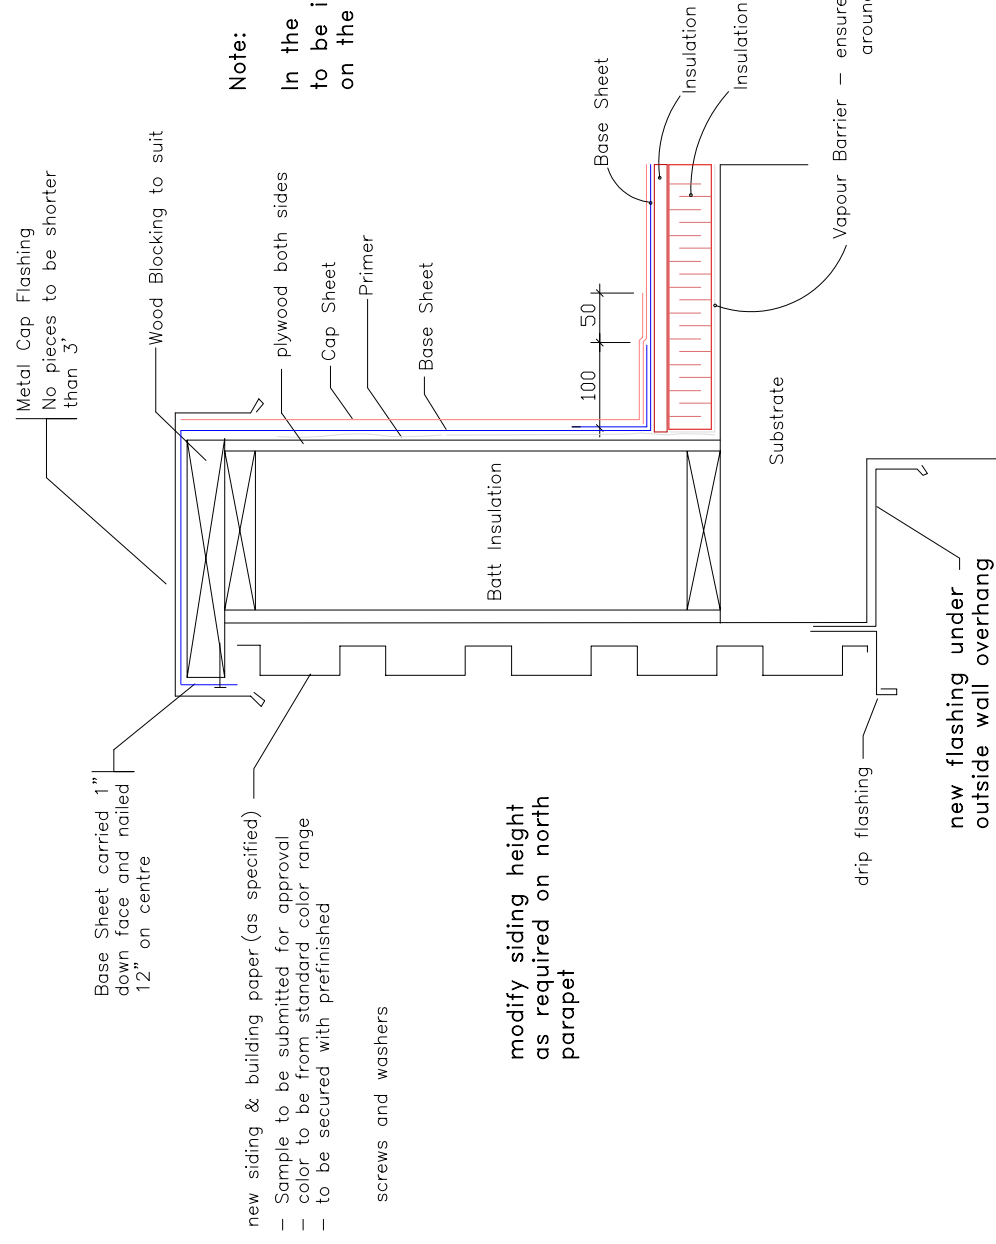 Metal Cap Flashing
No pieces to be shorter
than 3'
Wood Blocking to suit
Note:
In the
to be i
on the
plywood both sides
Cap Sheet
Primer
Base Sheet
Base Sheet
Insulation
Insulation
Vapour Barrier – ensure
aroun
50
100
Substrate
Batt Insulation
Base Sheet carried 1"
down face and nailed
12" on centre
new siding & building paper(as specified)
– Sample to be submitted for approval
– color to be from standard color range
– to be secured with prefinished
screws and washers
modify siding height
as required on north
parapet
drip flashing
new flashing under
outside wall overhang